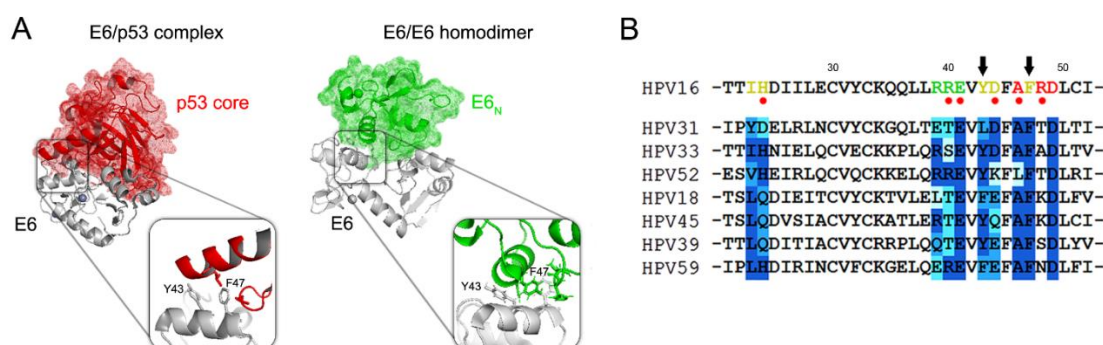 A
E6/p53 complex
p53 core
E6
Y43
F47
E6/E6 homodimer
E6N
E6
Y43
F47
B
30 40 50
HPV16 -TTIHDIILECVYCKQQLLRREVYDFAFRDLCI-
HPV31 -IPYDELRLNCVYCKGQLTETEVLDFAFTDLTI-
HPV33 -TTIHNIELQCVECKKPLQRSEVYDFAFADLTV-
HPV52 -ESVHEIRLQCVQCKKELQRREVYKFLFTDLRI-
HPV18 -TSLQDIEITCVYCKTVLELTEVFEFAFKDLFV-
HPV45 -TSLQDVSIACVYCKATLERTEVYQFAFKDLCI-
HPV39 -TTLQDITIACVYCRRPLQQTEVYEFAFSDLYV-
HPV59 -IPLHDIRINCVFCKGELQEREVFEFAFNDLFI-